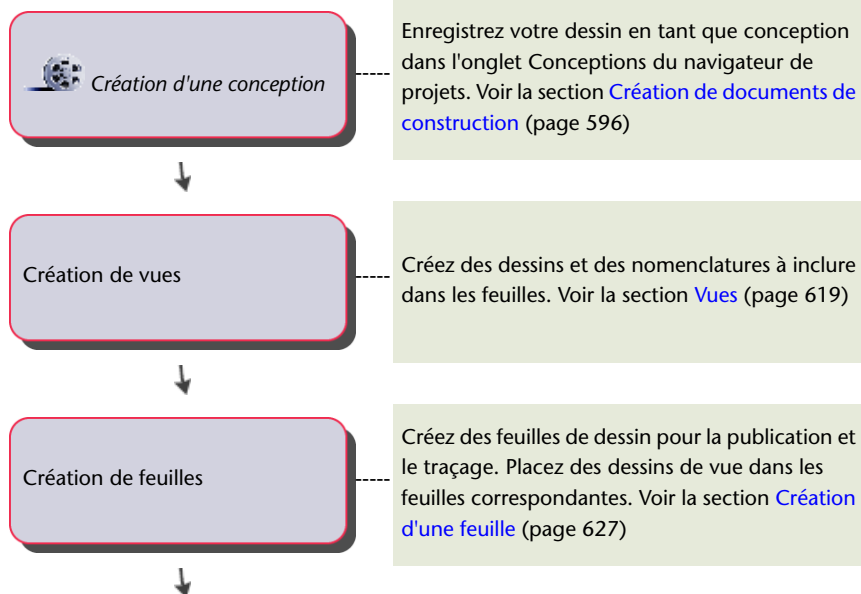 Création d'une conception
Enregistrez votre dessin en tant que conception
dans l'onglet Conceptions du navigateur de
projets. Voir la section Création de documents de
construction (page 596)
Création de vues
Créez des dessins et des nomenclatures à inclure
dans les feuilles. Voir la section Vues (page 619)
Création de feuilles
Créez des feuilles de dessin pour la publication et
le traçage. Placez des dessins de vue dans les
feuilles correspondantes. Voir la section Création
d'une feuille (page 627)